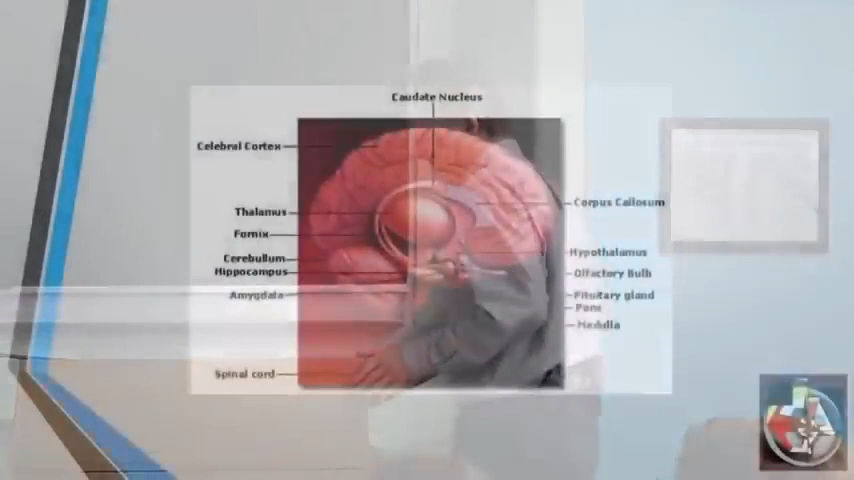 Caudate Nucleus
Celebral Cortex
Thalamus
Corpus Callosum
Fornix
Hypothalamus
Cerebullum
Hippocampus
Olfactory Bulb
Amygdala
Pituitary gland
Pons
Medulla
Spinal cord